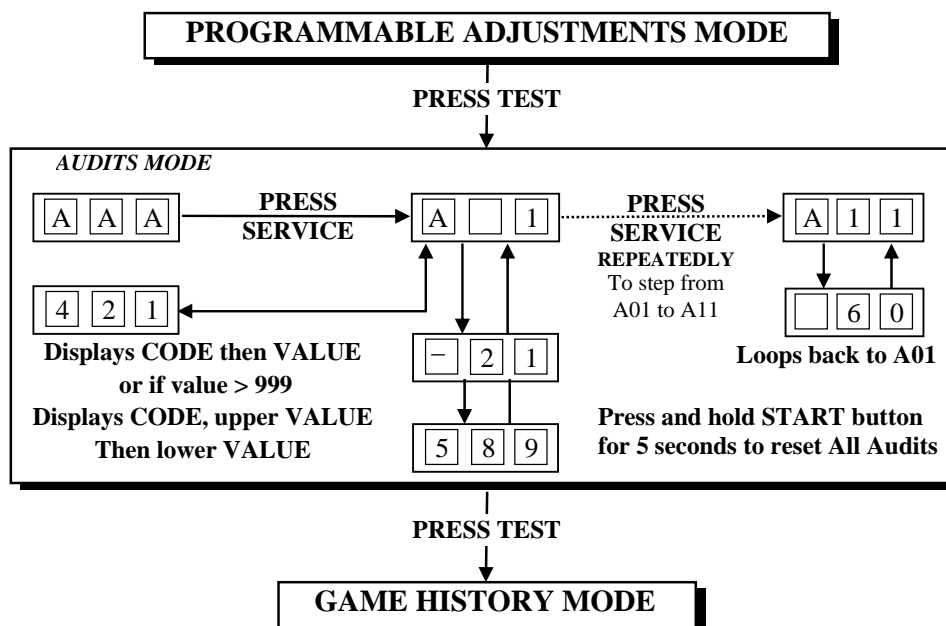 PROGRAMMABLE ADJUSTMENTS MODE
PRESS TEST
AUDITS MODE
A A A
PRESS
SERVICE
A 1
PRESS
SERVICE
REPEATEDLY
To step from
A01 to A11
A 1 1
4 2 1
6 0
Displays CODE then VALUE
or if value > 999
Displays CODE, upper VALUE
Then lower VALUE
– 2 1
5 8 9
Loops back to A01
Press and hold START button
for 5 seconds to reset All Audits
PRESS TEST
GAME HISTORY MODE